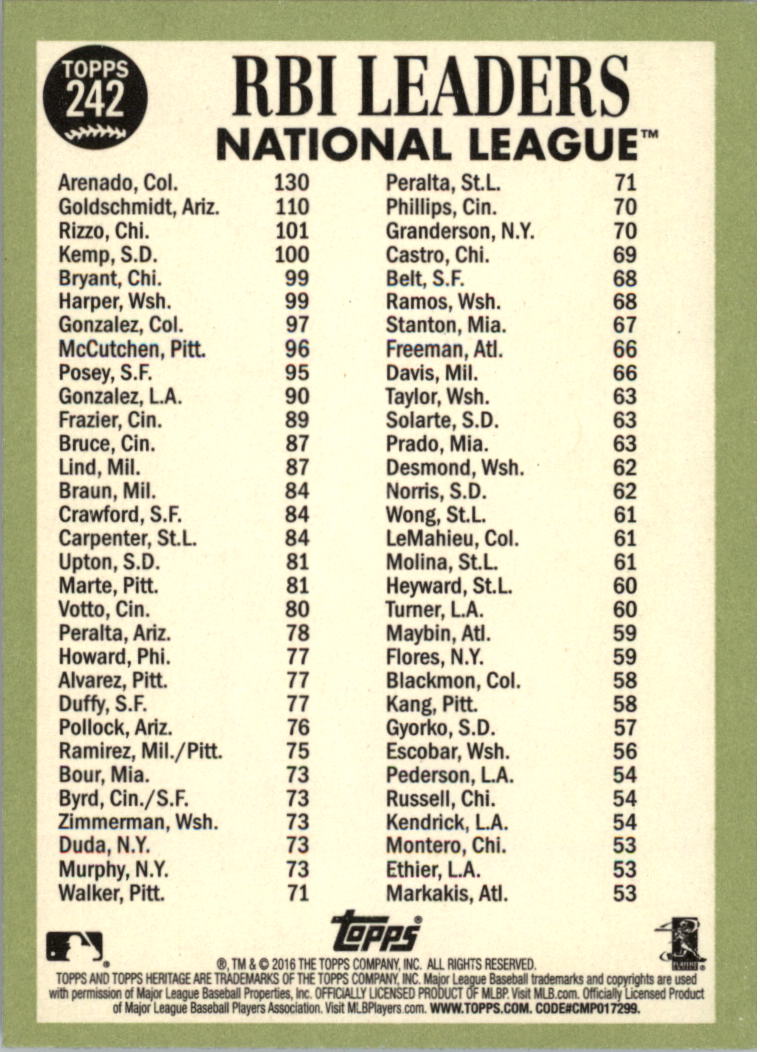 TOPPS
242
RBI LEADERS
NATIONAL LEAGUE™
Arenado, Col. 130
Goldschmidt, Ariz. 110
Rizzo, Chi. 101
Kemp, S.D. 100
Bryant, Chi. 99
Harper, Wsh. 99
Gonzalez, Col. 97
McCutchen, Pitt. 96
Posey, S.F. 95
Gonzalez, L.A. 90
Frazier, Cin. 89
Bruce, Cin. 87
Lind, Mil. 87
Braun, Mil. 84
Crawford, S.F. 84
Carpenter, St.L. 84
Upton, S.D. 81
Marte, Pitt. 81
Votto, Cin. 80
Peralta, Ariz. 78
Howard, Phi. 77
Alvarez, Pitt. 77
Duffy, S.F. 77
Pollock, Ariz. 76
Ramirez, Mil./Pitt. 75
Bour, Mia. 73
Byrd, Cin./S.F. 73
Zimmerman, Wsh. 73
Duda, N.Y. 73
Murphy, N.Y. 73
Walker, Pitt. 71
Peralta, St.L. 71
Phillips, Cin. 70
Granderson, N.Y. 70
Castro, Chi. 69
Belt, S.F. 68
Ramos, Wsh. 68
Stanton, Mia. 67
Freeman, Atl. 66
Davis, Mil. 66
Taylor, Wsh. 63
Solarte, S.D. 63
Prado, Mia. 63
Desmond, Wsh. 62
Norris, S.D. 62
Wong, St.L. 61
LeMahieu, Col. 61
Molina, St.L. 61
Heyward, St.L. 60
Turner, L.A. 60
Maybin, Atl. 59
Flores, N.Y. 59
Blackmon, Col. 58
Kang, Pitt. 58
Gyorko, S.D. 57
Escobar, Wsh. 56
Pederson, L.A. 54
Russell, Chi. 54
Kendrick, L.A. 54
Montero, Chi. 53
Ethier, L.A. 53
Markakis, Atl. 53
topps®
®, TM & © 2016 THE TOPPS COMPANY, INC. ALL RIGHTS RESERVED.
TOPPS AND TOPPS HERITAGE ARE TRADEMARKS OF THE TOPPS COMPANY, INC. Major League Baseball trademarks and copyrights are used
with permission of Major League Baseball Properties, Inc. OFFICIALLY LICENSED PRODUCT OF MLBP. Visit MLB.com. Officially Licensed Product
of Major League Baseball Players Association. Visit MLBPlayers.com. WWW.TOPPS.COM. CODE#CMP017299.